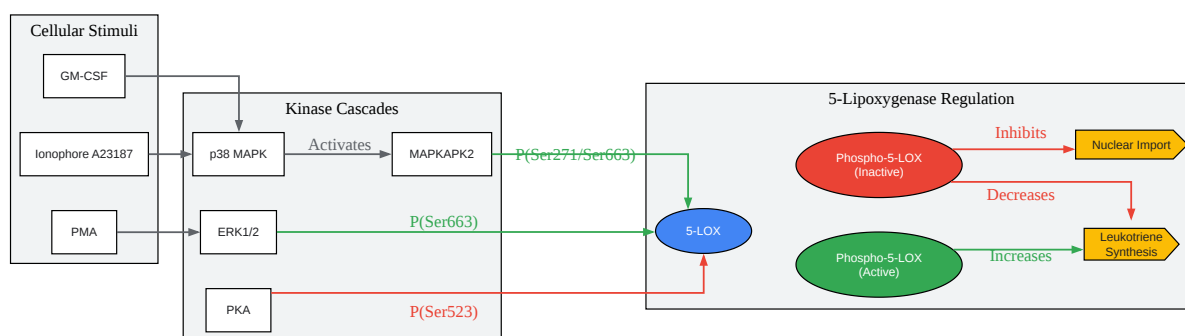 Cellular Stimuli
GM-CSF
Ionophore A23187
PMA
Kinase Cascades
p38 MAPK
Activates
MAPKAPK2
P(Ser271/Ser663)
ERK1/2
P(Ser663)
PKA
P(Ser523)
5-Lipoxygenase Regulation
5-LOX
Phospho-5-LOX
(Inactive)
Inhibits
Nuclear Import
Decreases
Leukotriene
Synthesis
Phospho-5-LOX
(Active)
Increases